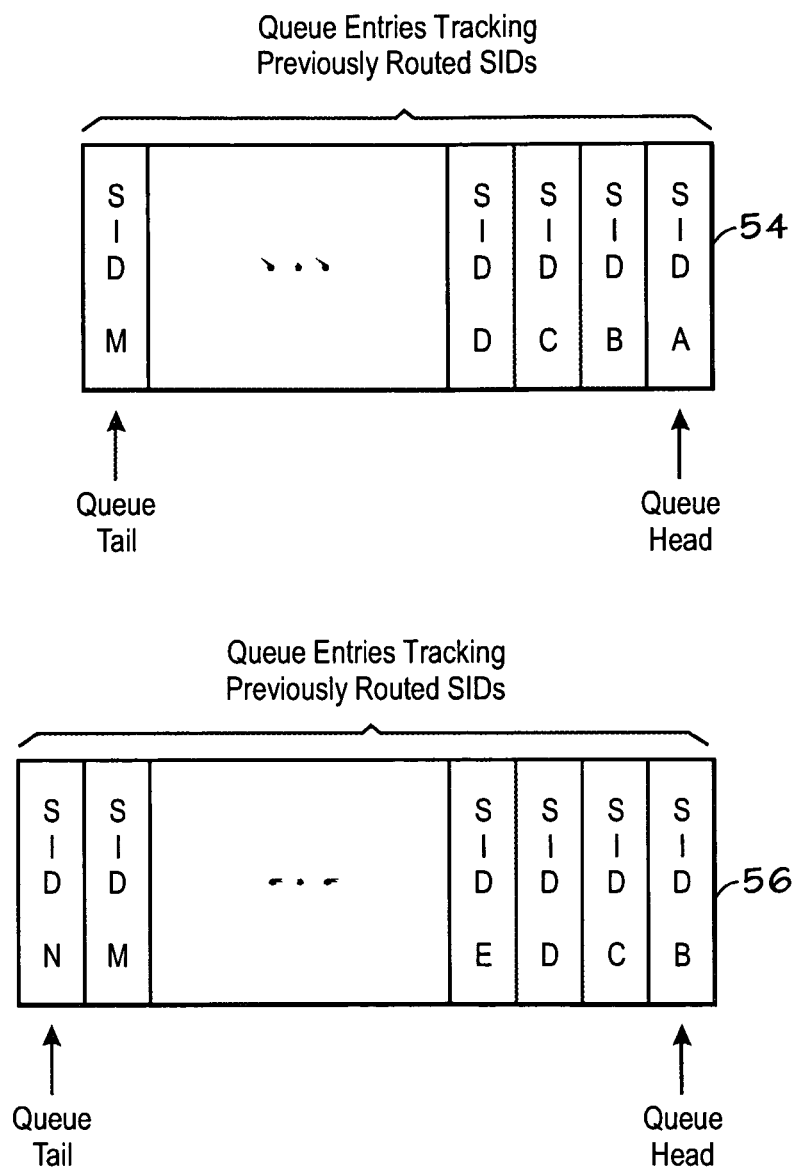 Queue Entries Tracking
Previously Routed SIDs
S S S S S
I I I I I
D D D D D
M D C B A
...
54
Queue
Tail
Queue
Head
Queue Entries Tracking
Previously Routed SIDs
S S S S S S
I I I I I I
D D D D D D
N M E D C B
...
56
Queue
Tail
Queue
Head